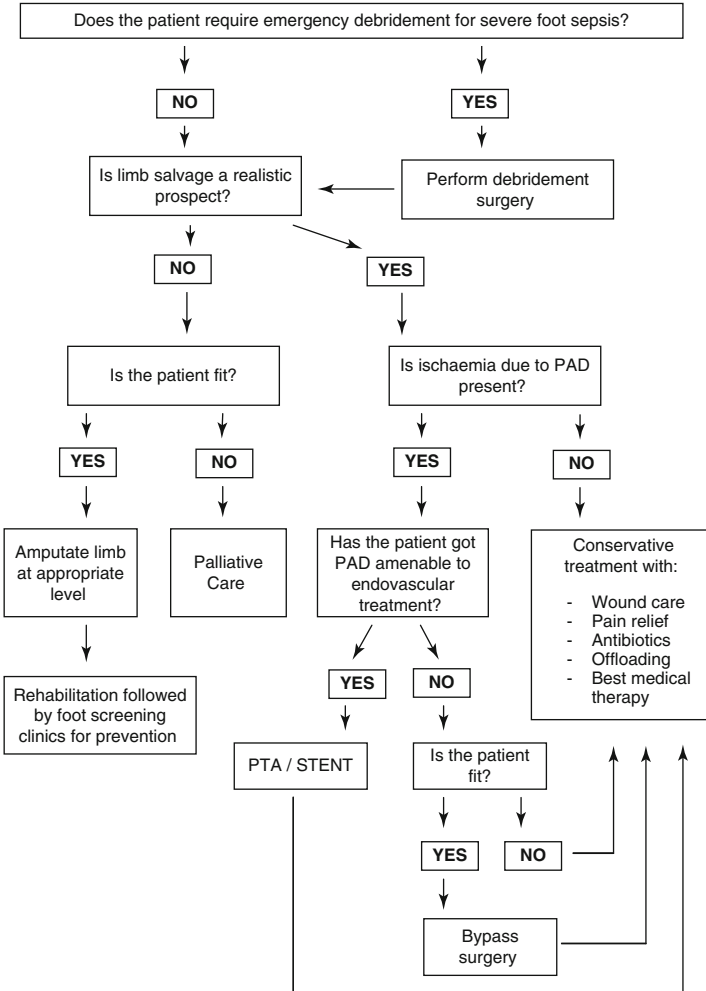 Does the patient require emergency debridement for severe foot sepsis?
NO
YES
Is limb salvage a realistic
prospect?
Perform debridement
surgery
NO
YES
Is the patient fit?
Is ischaemia due to PAD
present?
YES
NO
YES
NO
Amputate limb
at appropriate
level
Palliative
Care
Has the patient got
PAD amenable to
endovascular
treatment?
Conservative
treatment with:
- Wound care
- Pain relief
- Antibiotics
- Offloading
- Best medical
therapy
YES
NO
Rehabilitation followed
by foot screening
clinics for prevention
PTA / STENT
Is the patient
fit?
YES
NO
Bypass
surgery